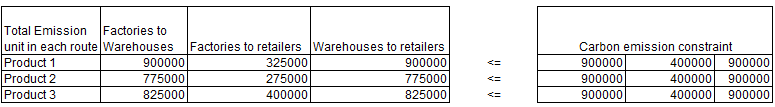 Total Emission unit in each route Factories to Warehouses Factories to retailers Warehouses to retailers Carbon emission constraint
Product 1 900000 325000 900000 <= 900000 400000 900000
Product 2 775000 275000 775000 <= 900000 400000 900000
Product 3 825000 400000 825000 <= 900000 400000 900000